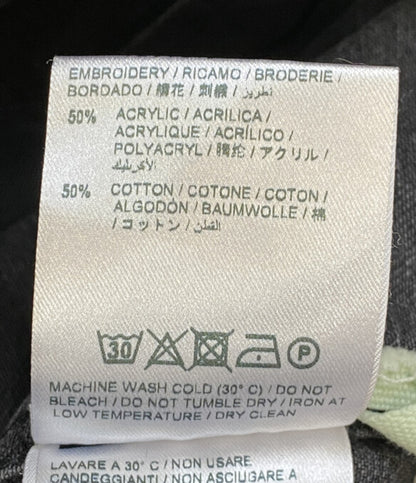 EMBROIDERY / RICAMO / BRODERIE /
BORDADO / 繡花 / 刺繍 / تطريز
50% ACRYLIC / ACRILICA /
ACRYLIQUE / ACRÍLICO /
POLYACRYL / 腈纶 / アクリル /
الأكريليك
50% COTTON / COTONE / COTON /
ALGODÓN / BAUMWOLLE / 棉
/ コットン / القطن
30 P
MACHINE WASH COLD (30° C) / DO NOT
BLEACH / DO NOT TUMBLE DRY / IRON AT
LOW TEMPERATURE / DRY CLEAN
LAVARE A 30° C / NON USARE
CANDEGGIANTI / NON ASCIUGARE A